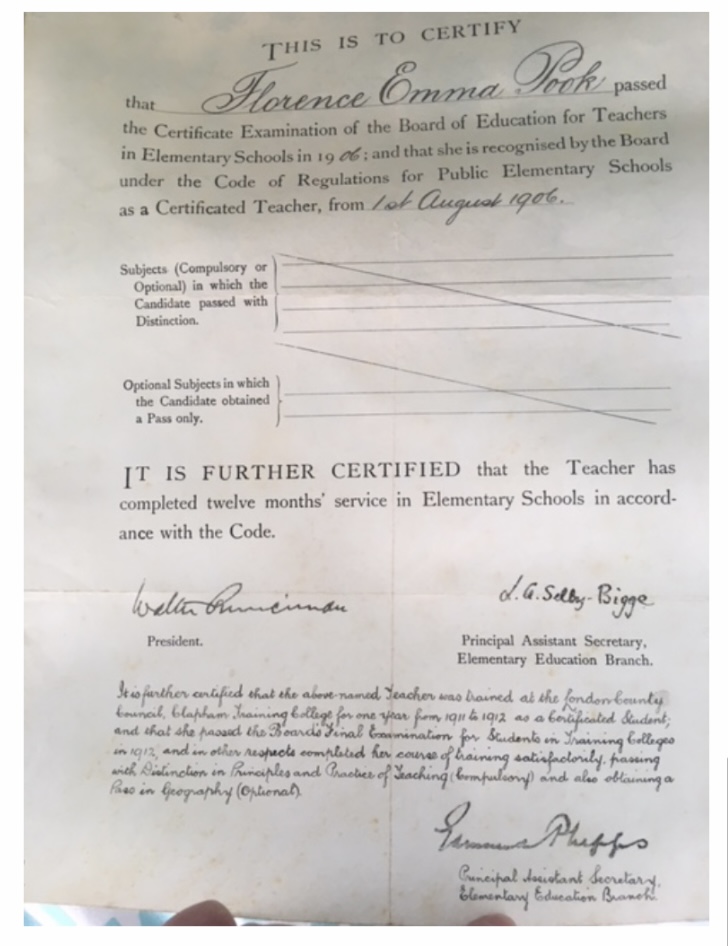 THIS IS TO CERTIFY
that Florence Emma Pook passed
the Certificate Examination of the Board of Education for Teachers
in Elementary Schools in 1906; and that she is recognised by the Board
under the Code of Regulations for Public Elementary Schools
as a Certificated Teacher, from 1st August 1906.
Subjects (Compulsory or
Optional) in which the
Candidate passed with
Distinction.
Optional Subjects in which
the Candidate obtained
a Pass only.
IT IS FURTHER CERTIFIED that the Teacher has
completed twelve months' service in Elementary Schools in accord-
ance with the Code.
Walter Runciman
President.
L.A. Selby-Bigge
Principal Assistant Secretary,
Elementary Education Branch.
It is further certified that the above-named Teacher was trained at the London County
Council, Clapham Training College for one year from 1911 to 1912 as a Certificated Student;
and that she passed the Board's Final Examination for Students in Training Colleges
in 1912, and in other respects completed her course of training satisfactorily, passing
with Distinction in Principles and Practice of Teaching (Compulsory) and also obtaining a
Pass in Geography (Optional).
Edmund Phipps
Principal Assistant Secretary,
Elementary Education Branch.